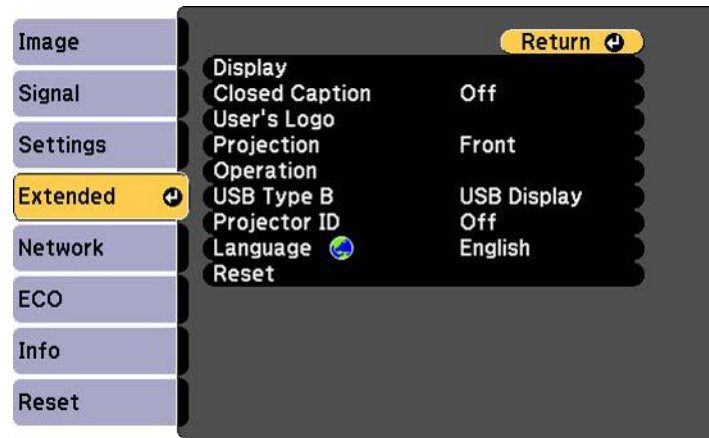 Image
Signal
Settings
Extended
Network
ECO
Info
Reset
Return
Display
Closed Caption Off
User's Logo
Projection Front
Operation
USB Type B USB Display
Projector ID Off
Language English
Reset